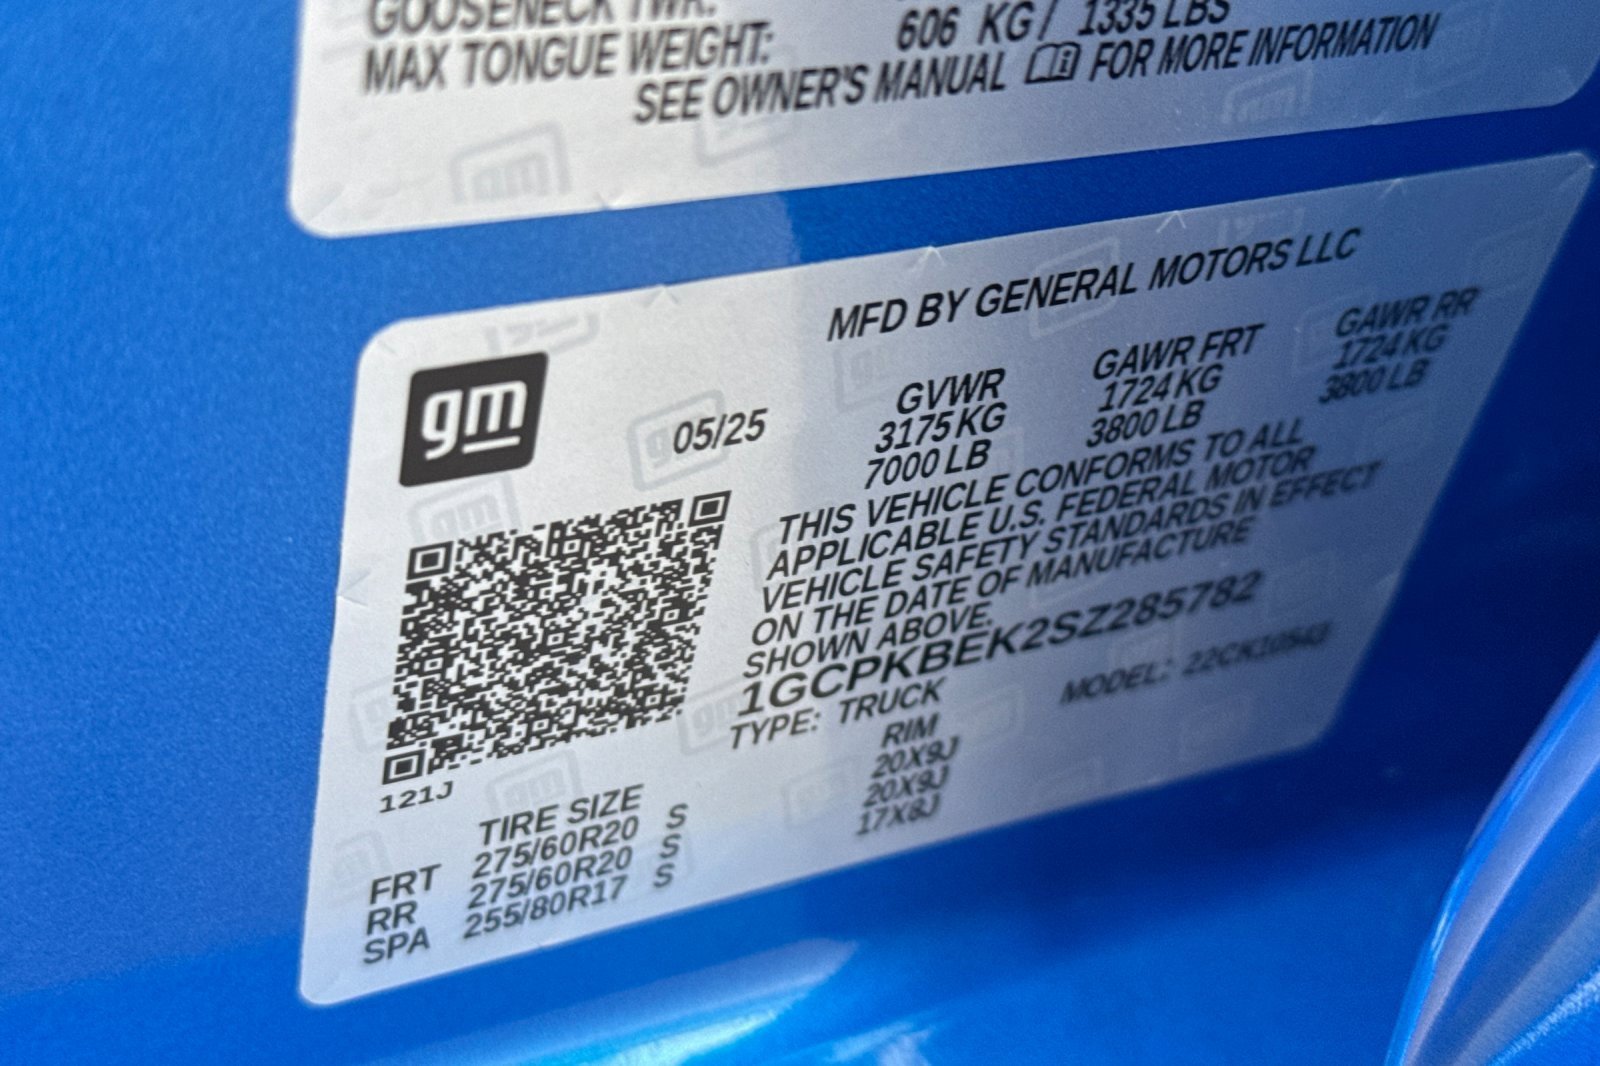 GOOSENECK TWR:
MAX TONGUE WEIGHT: 606 KG / 1335 LBS
SEE OWNER'S MANUAL FOR MORE INFORMATION
MFD BY GENERAL MOTORS LLC
gm
05/25
GVWR GAWR FRT GAWR RR
3175 KG 1724 KG 1724 KG
7000 LB 3800 LB 3800 LB
THIS VEHICLE CONFORMS TO ALL
APPLICABLE U.S. FEDERAL MOTOR
VEHICLE SAFETY STANDARDS IN EFFECT
ON THE DATE OF MANUFACTURE
SHOWN ABOVE.
1GCPKBEK2SZ285782
TYPE: TRUCK MODEL: 22CK10543
121J
TIRE SIZE RIM
FRT 275/60R20 S 20X9J
RR 275/60R20 S 20X9J
SPA 255/80R17 S 17X8J